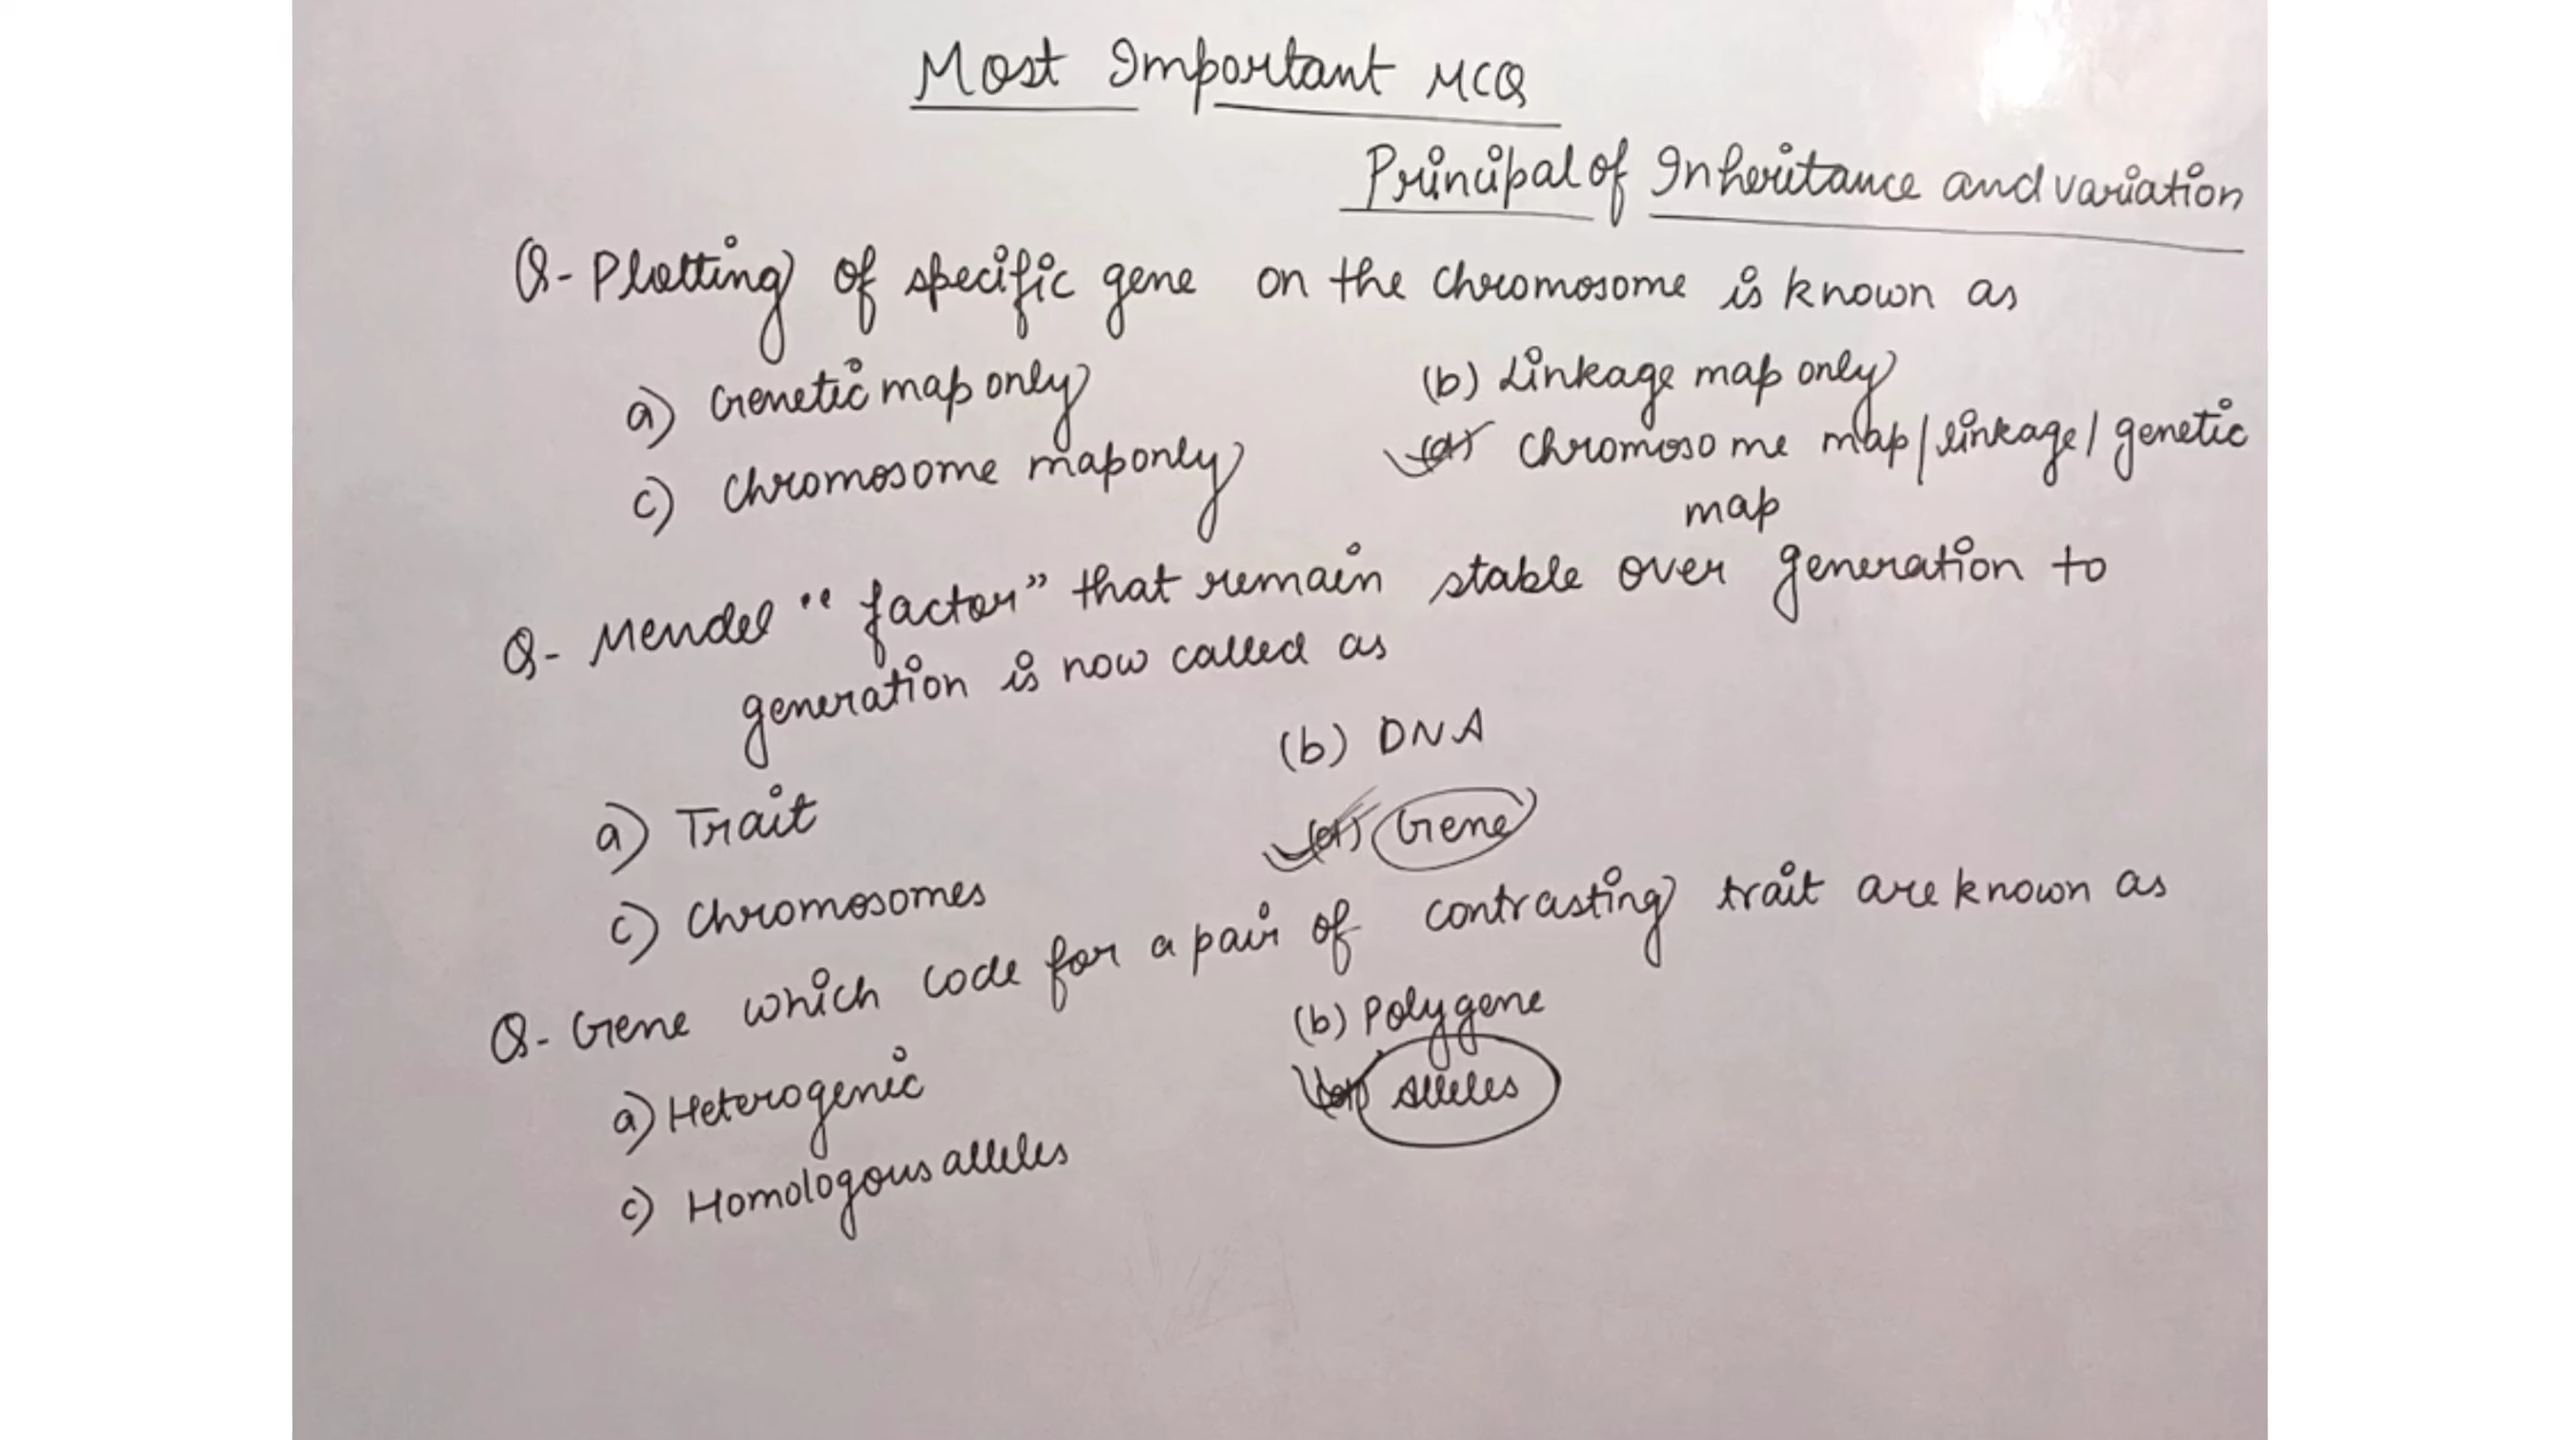 Most Important MCQ
Principal of Inheritance and variation
Q- Plotting of specific gene on the chromosome is known as
a) Genetic map only (b) Linkage map only
c) Chromosome map only (d) Chromosome map/linkage/genetic
map
Q- Mendel "factor" that remain stable over generation to
generation is now called as
a) Trait (b) DNA
c) Chromosomes (d) Gene
Q- Gene which code for a pair of contrasting trait are known as
a) Heterogenic (b) Polygene
c) Homologous alleles (d) Alleles